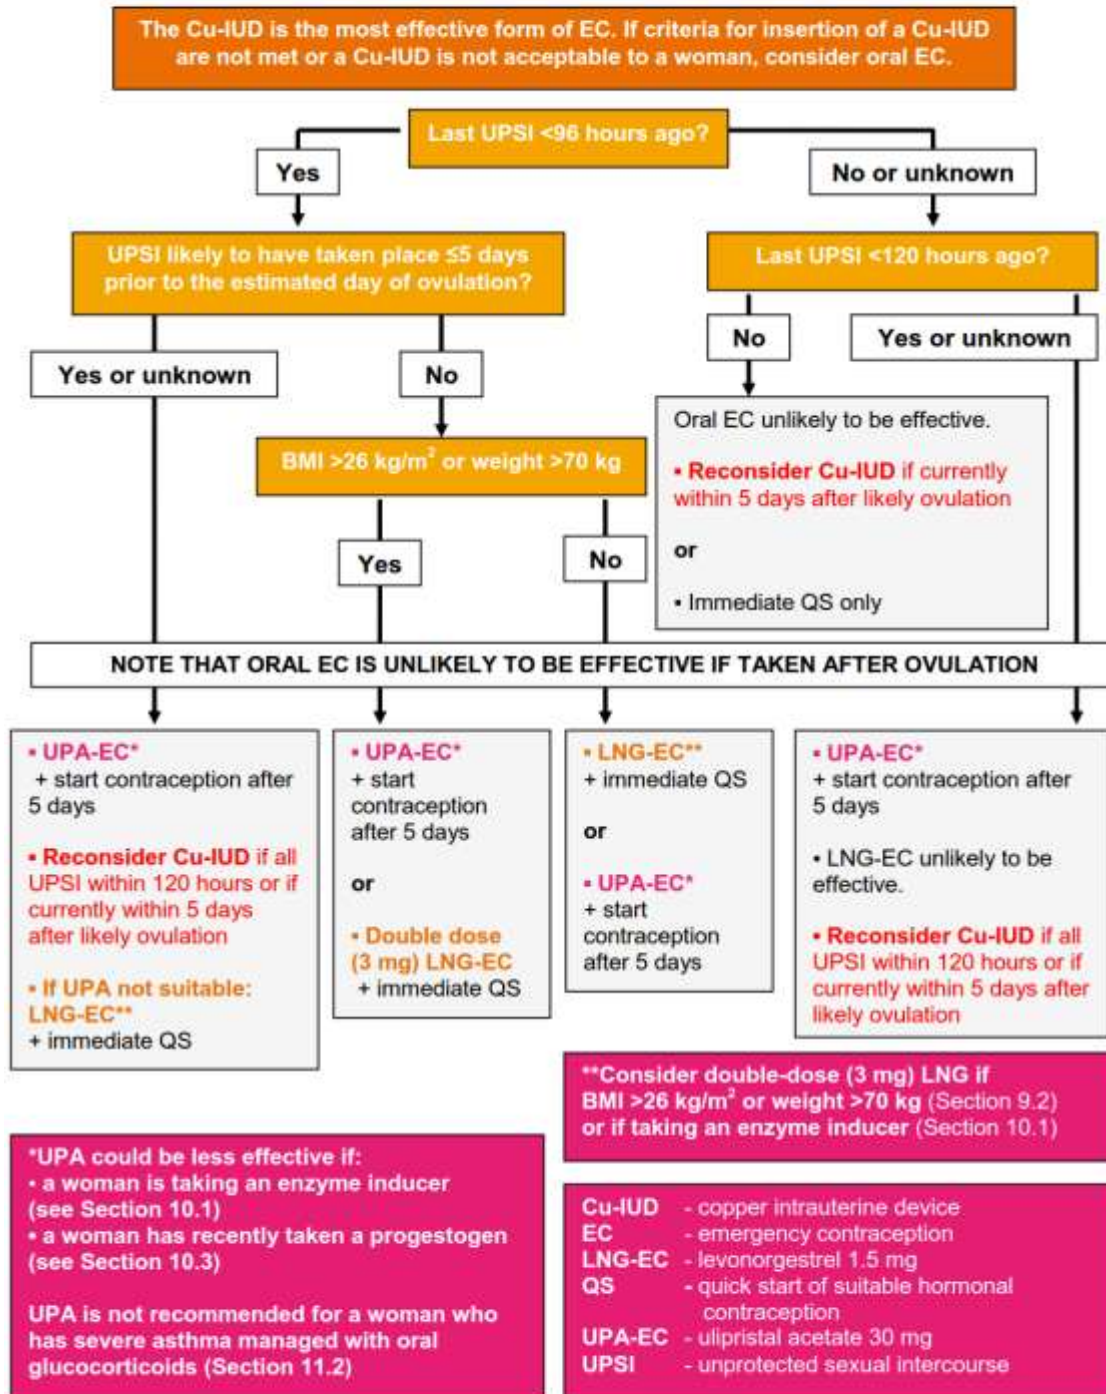 The Cu-IUD is the most effective form of EC. If criteria for insertion of a Cu-IUD
are not met or a Cu-IUD is not acceptable to a woman, consider oral EC.
Last UPSI <96 hours ago?
Yes
No or unknown
UPSI likely to have taken place ≤5 days
prior to the estimated day of ovulation?
Last UPSI <120 hours ago?
Yes or unknown
No
No
Yes or unknown
BMI >26 kg/m² or weight >70 kg
Yes
No
Oral EC unlikely to be effective.
▪ Reconsider Cu-IUD if currently
within 5 days after likely ovulation
or
▪ Immediate QS only
NOTE THAT ORAL EC IS UNLIKELY TO BE EFFECTIVE IF TAKEN AFTER OVULATION
▪ UPA-EC*
+ start contraception after
5 days
▪ Reconsider Cu-IUD if all
UPSI within 120 hours or if
currently within 5 days
after likely ovulation
▪ If UPA not suitable:
LNG-EC**
+ immediate QS
▪ UPA-EC*
+ start
contraception
after 5 days
or
▪ Double dose
(3 mg) LNG-EC
+ immediate QS
▪ LNG-EC**
+ immediate QS
or
▪ UPA-EC*
+ start
contraception
after 5 days
▪ UPA-EC*
+ start contraception after
5 days
▪ LNG-EC unlikely to be
effective.
▪ Reconsider Cu-IUD if all
UPSI within 120 hours or if
currently within 5 days after
likely ovulation
**Consider double-dose (3 mg) LNG if
BMI >26 kg/m² or weight >70 kg (Section 9.2)
or if taking an enzyme inducer (Section 10.1)
*UPA could be less effective if:
▪ a woman is taking an enzyme inducer
(see Section 10.1)
▪ a woman has recently taken a progestogen
(see Section 10.3)
UPA is not recommended for a woman who
has severe asthma managed with oral
glucocorticoids (Section 11.2)
Cu-IUD - copper intrauterine device
EC - emergency contraception
LNG-EC - levonorgestrel 1.5 mg
QS - quick start of suitable hormonal
contraception
UPA-EC - ulipristal acetate 30 mg
UPSI - unprotected sexual intercourse